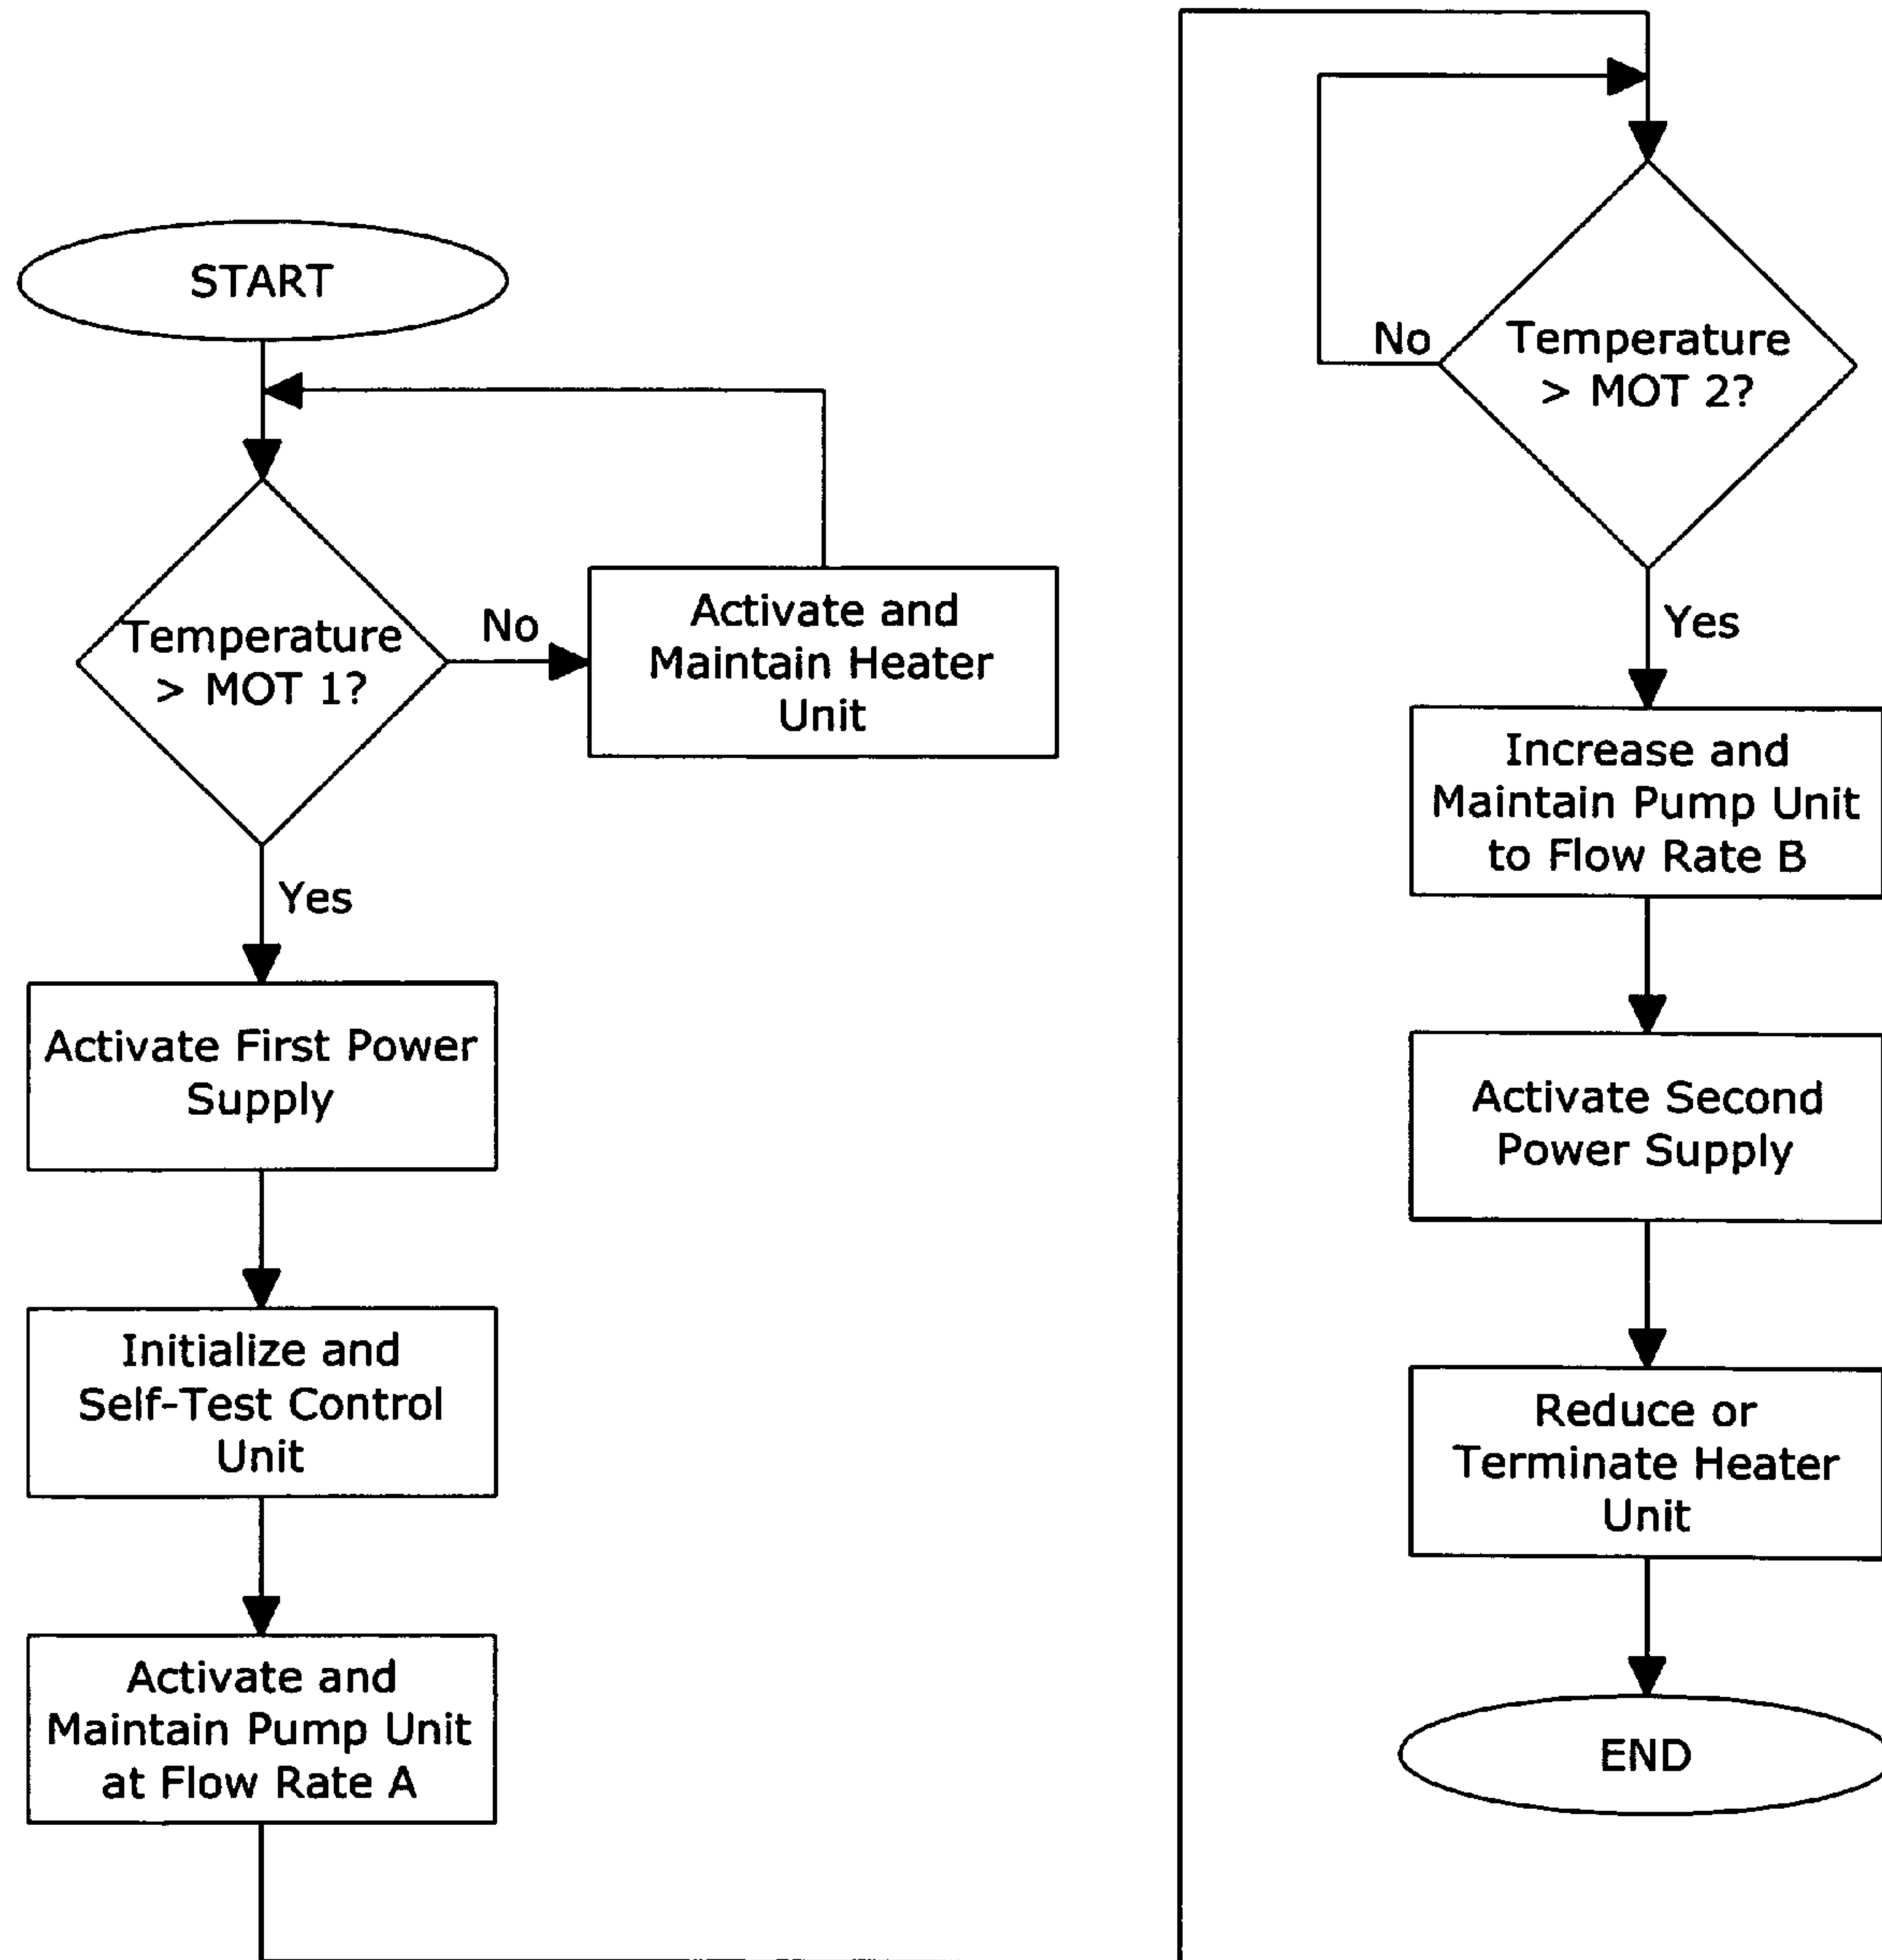 START
Temperature
> MOT 1?
No
Activate and
Maintain Heater
Unit
Yes
Activate First Power
Supply
Initialize and
Self-Test Control
Unit
Activate and
Maintain Pump Unit
at Flow Rate A
Temperature
> MOT 2?
No
Yes
Increase and
Maintain Pump Unit
to Flow Rate B
Activate Second
Power Supply
Reduce or
Terminate Heater
Unit
END